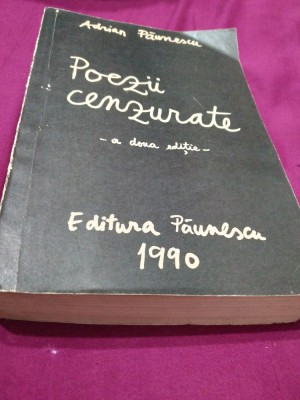 Adrian Păunescu
Poezii
cenzurate
- a doua ediție -
Editura Păunescu
1990